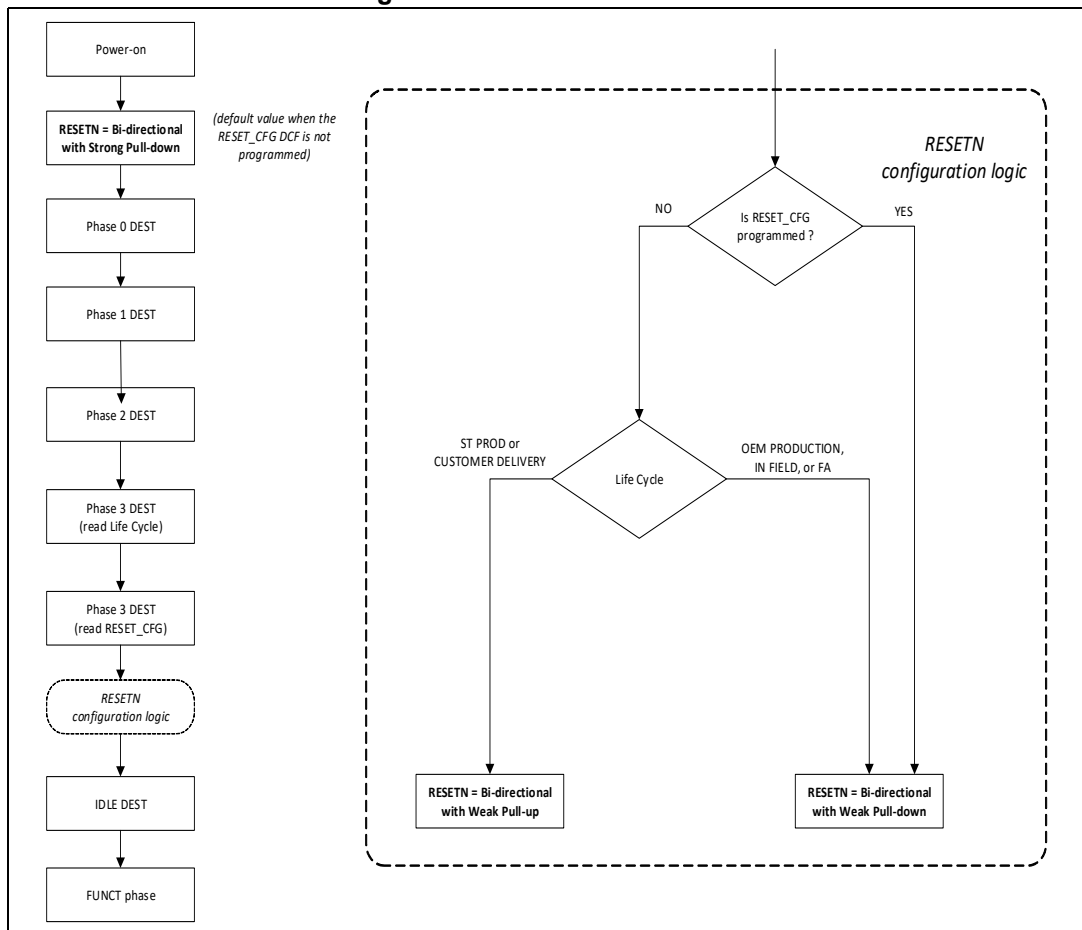 Power-on
RESETN = Bi-directional
with Strong Pull-down
(default value when the
RESET_CFG DCF is not
programmed)
Phase 0 DEST
Phase 1 DEST
Phase 2 DEST
Phase 3 DEST
(read Life Cycle)
Phase 3 DEST
(read RESET_CFG)
RESETN
configuration logic
IDLE DEST
FUNCT phase
RESETN
configuration logic
NO
Is RESET_CFG
programmed ?
YES
ST PROD or
CUSTOMER DELIVERY
Life Cycle
OEM PRODUCTION,
IN FIELD, or FA
RESETN = Bi-directional
with Weak Pull-up
RESETN = Bi-directional
with Weak Pull-down